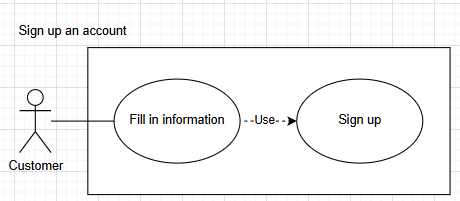 Sign up an account
Fill in information
--Use-->
Sign up
Customer